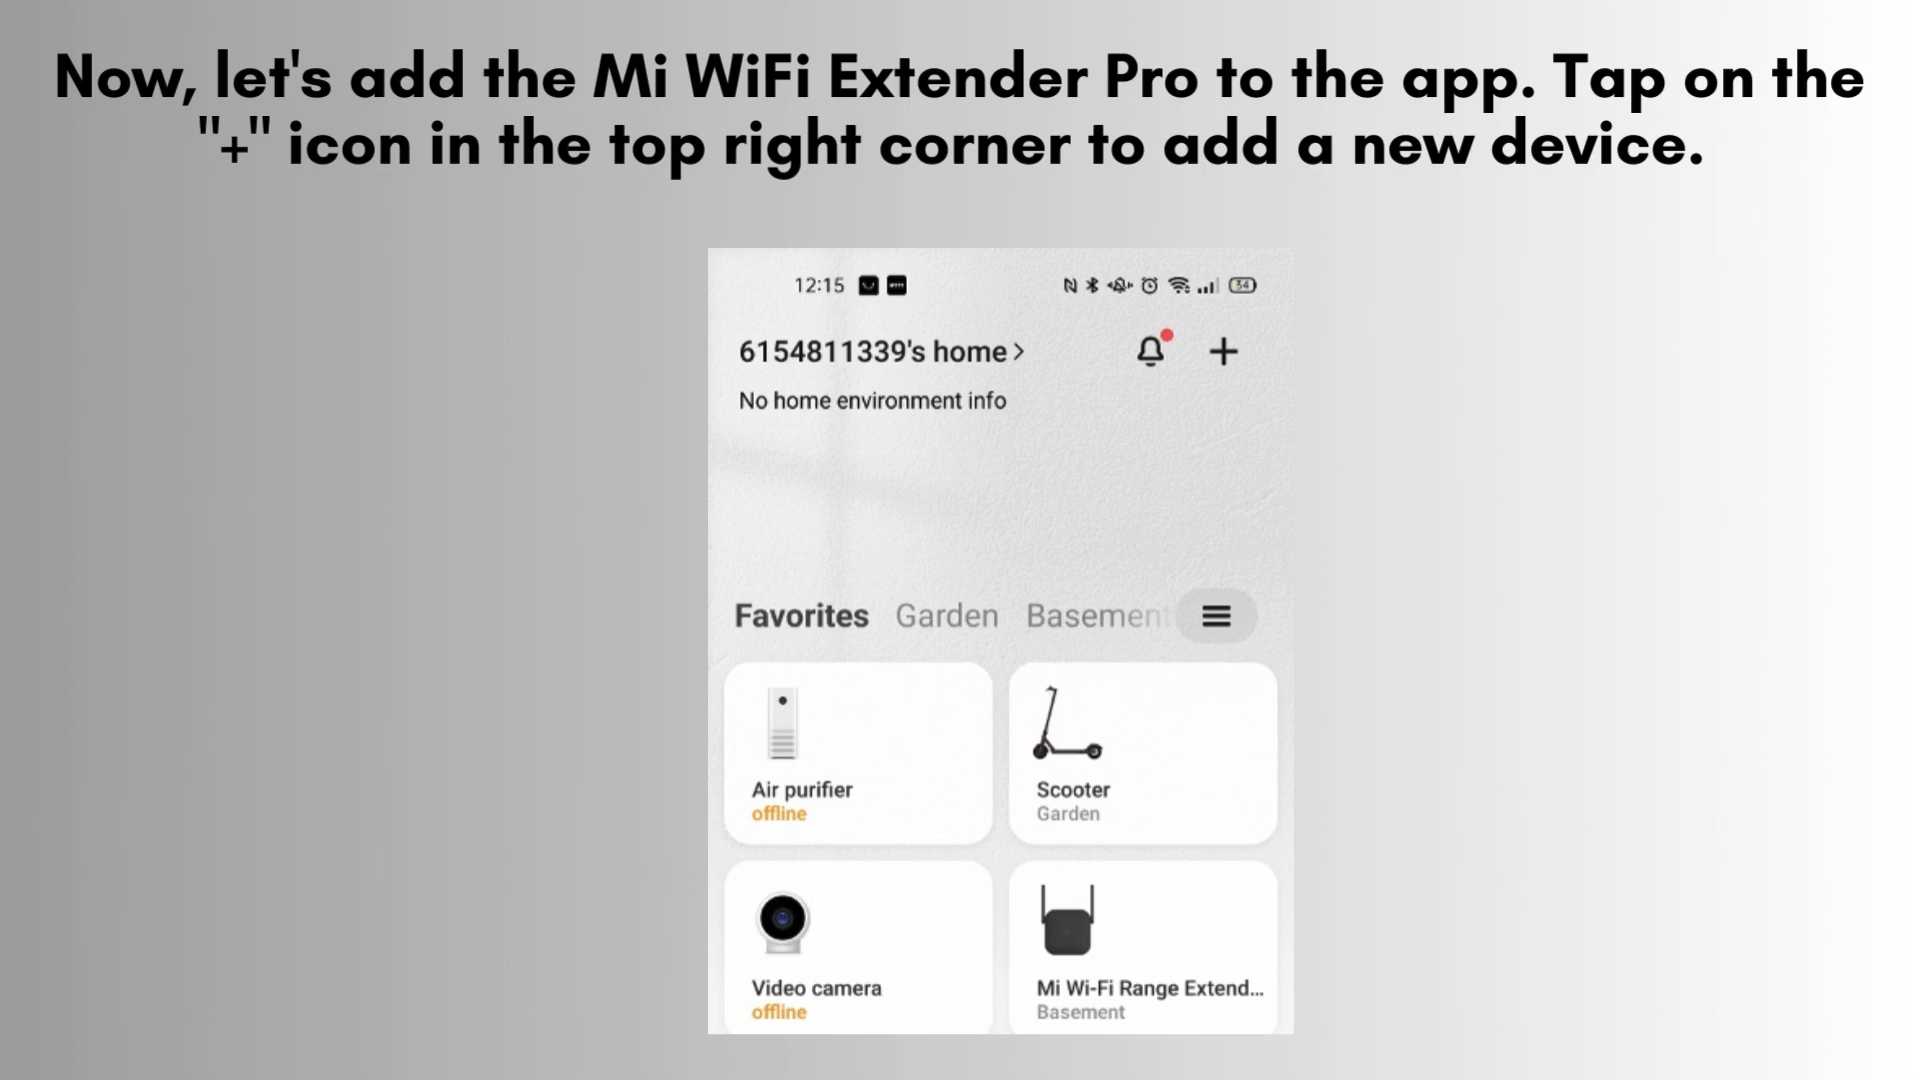 Now, let's add the Mi WiFi Extender Pro to the app. Tap on the
"+" icon in the top right corner to add a new device.
12:15 34
6154811339's home >
No home environment info
Favorites Garden Basement
Air purifier
offline
Scooter
Garden
Video camera
offline
Mi Wi-Fi Range Extend...
Basement